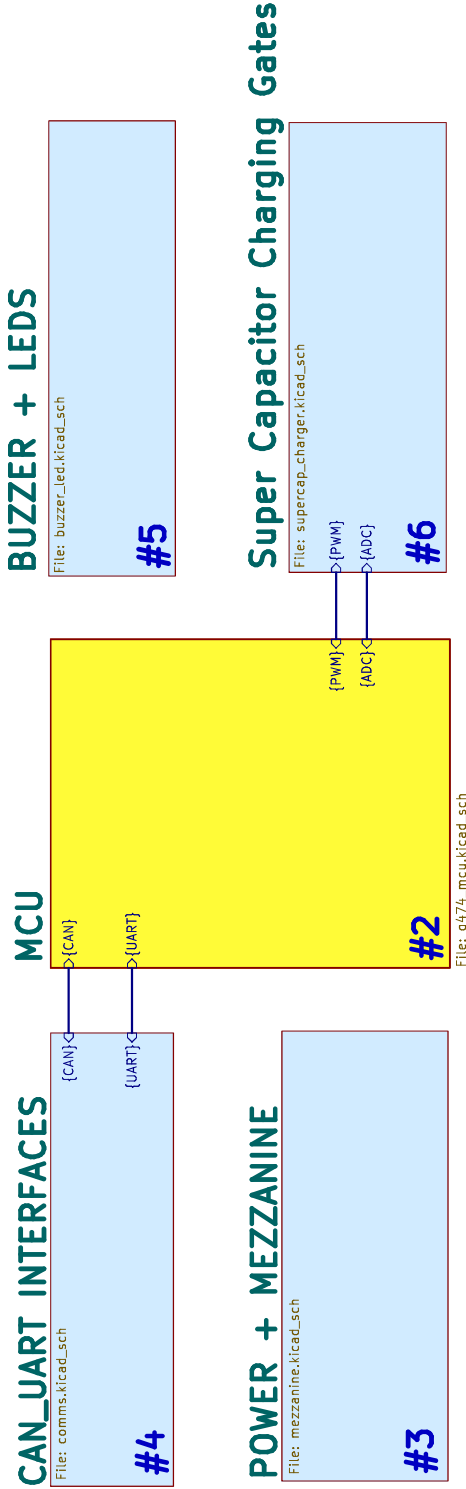 CAN_UART INTERFACES
File: comms.kicad_sch
{CAN}
{UART}
#4
POWER + MEZZANINE
File: mezzanine.kicad_sch
#3
MCU
{CAN}
{UART}
{PWM}
{ADC}
#2
File: g474_mcu.kicad_sch
BUZZER + LEDS
File: buzzer_led.kicad_sch
#5
Super Capacitor Charging Gates
File: supercap_charger.kicad_sch
{PWM}
{ADC}
#6